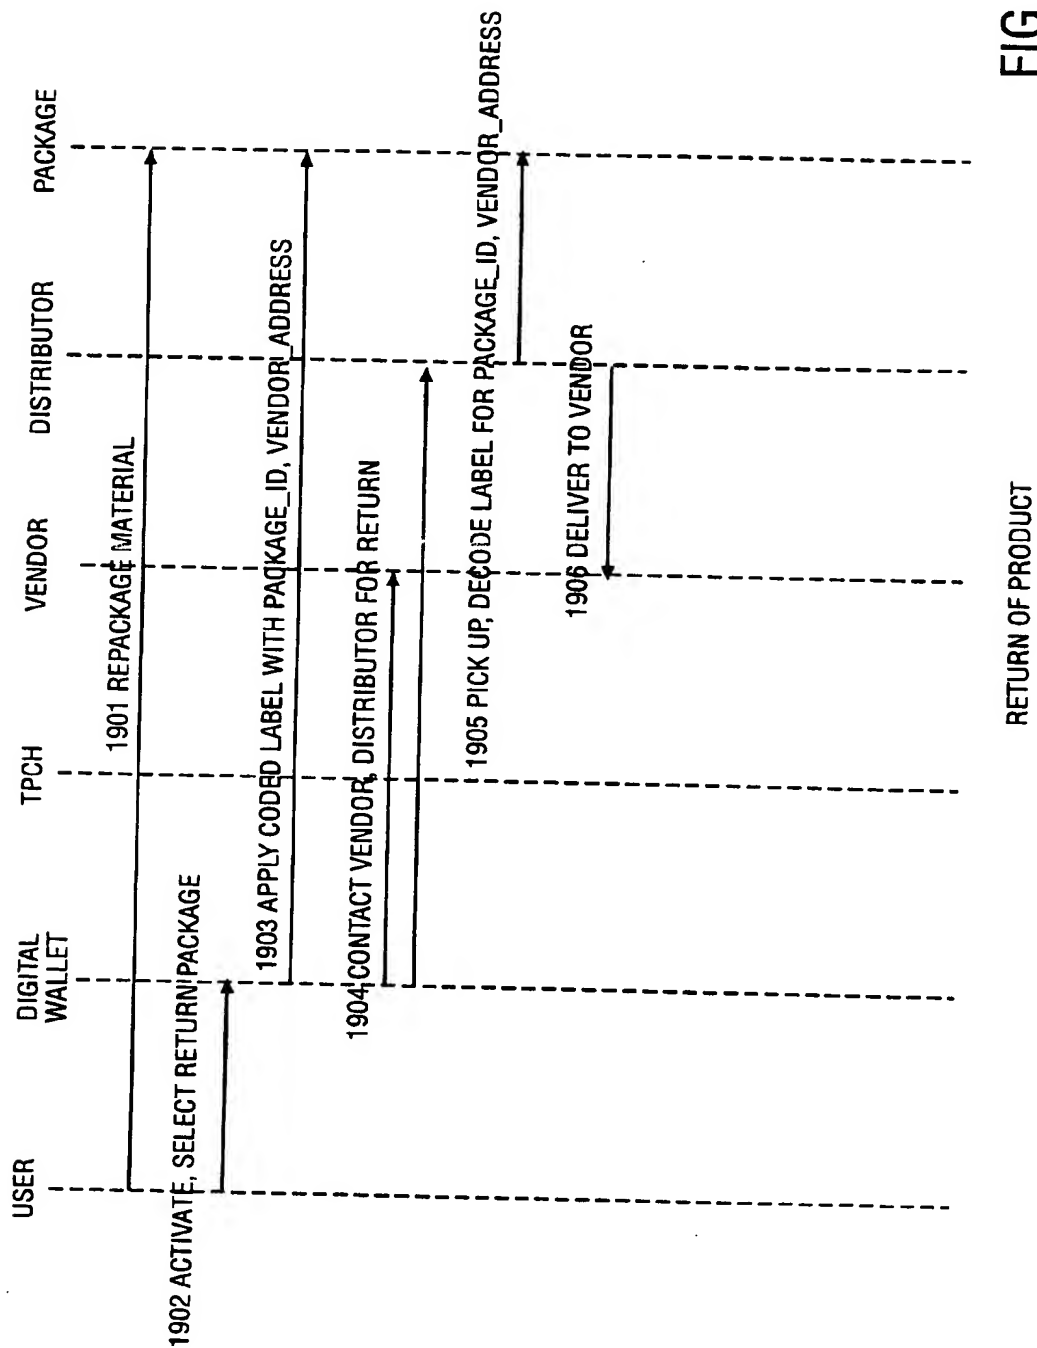 USER
DIGITAL
WALLET
TPCH
VENDOR
DISTRIBUTOR
PACKAGE
1901 REPACKAGE MATERIAL
1902 ACTIVATE, SELECT RETURN PACKAGE
1903 APPLY CODED LABEL WITH PACKAGE_ID, VENDOR_ADDRESS
1904 CONTACT VENDOR, DISTRIBUTOR FOR RETURN
1905 PICK UP, DECODE LABEL FOR PACKAGE_ID, VENDOR_ADDRESS
1906 DELIVER TO VENDOR
RETURN OF PRODUCT
FIG